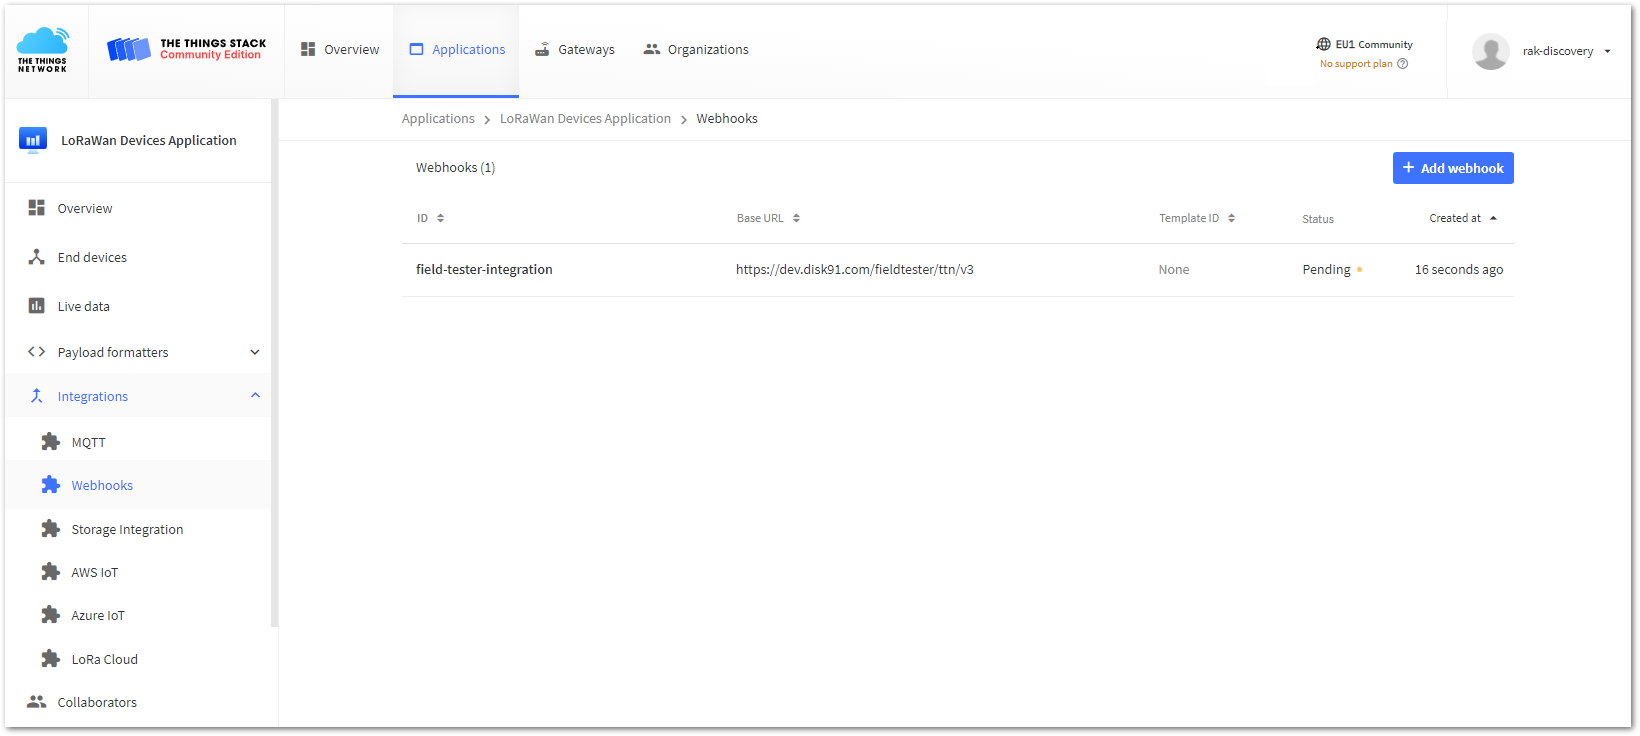 THE THINGS
NETWORK
THE THINGS STACK
Community Edition
Overview
Applications
Gateways
Organizations
EU1 Community
No support plan
rak-discovery
LoRaWan Devices Application
Overview
End devices
Live data
Payload formatters
Integrations
MQTT
Webhooks
Storage Integration
AWS IoT
Azure IoT
LoRa Cloud
Collaborators
Applications > LoRaWan Devices Application > Webhooks
Webhooks (1)
+ Add webhook
ID Base URL Template ID Status Created at
field-tester-integration https://dev.disk91.com/fieldtester/ttn/v3 None Pending 16 seconds ago